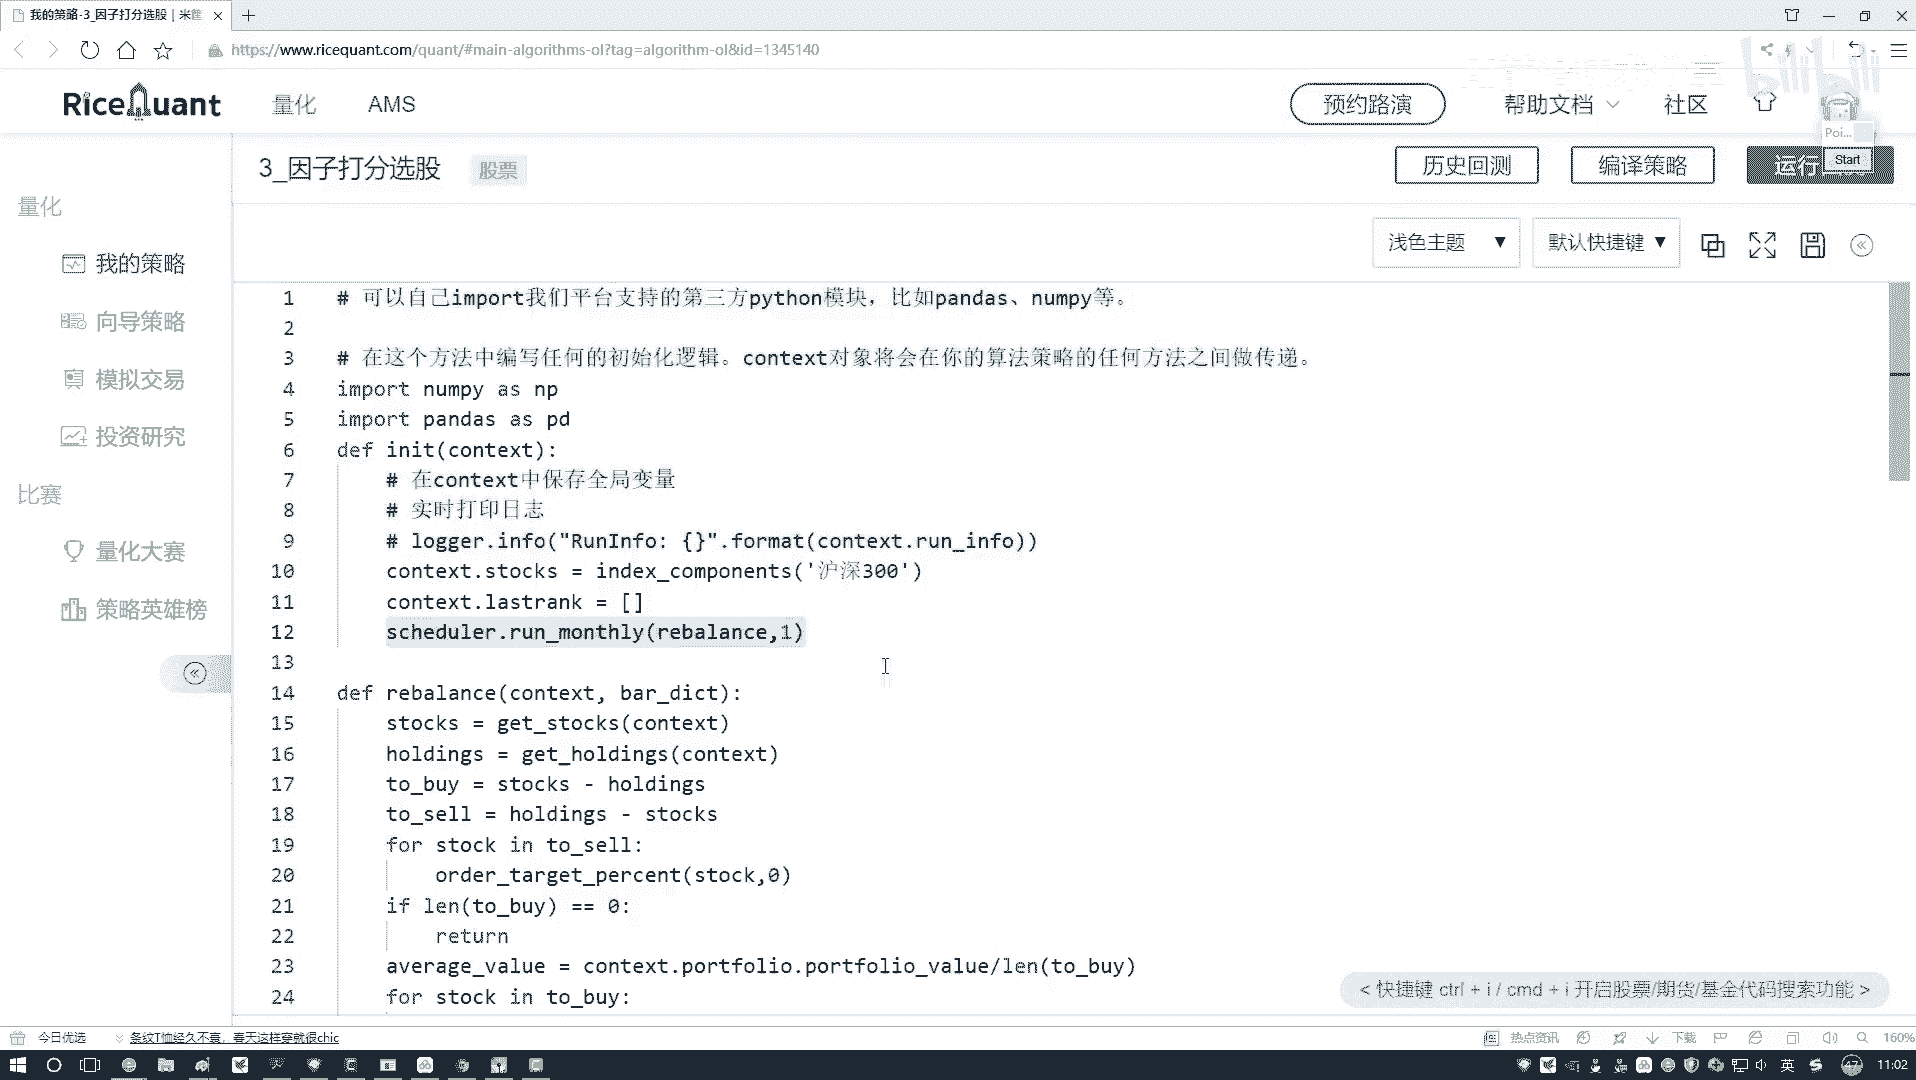 我的策略-3_因子打分选股 | 米筐
https://www.ricequant.com/quant/#main-algorithms-ol?tag=algorithm-ol&id=1345140
bilibili
RiceQuant 量化 AMS 预约路演 帮助文档 社区
Poi...
Start
3_因子打分选股 股票 历史回测 编译策略 运行
量化
我的策略
向导策略
模拟交易
投资研究
比赛
量化大赛
策略英雄榜
浅色主题 ▼ 默认快捷键 ▼
1 # 可以自己import我们平台支持的第三方python模块，比如pandas、numpy等。
2
3 # 在这个方法中编写任何的初始化逻辑。context对象将会在你的算法策略的任何方法之间做传递。
4 import numpy as np
5 import pandas as pd
6 def init(context):
7 # 在context中保存全局变量
8 # 实时打印日志
9 # logger.info("RunInfo: {}".format(context.run_info))
10 context.stocks = index_components('沪深300')
11 context.lastrank = []
12 scheduler.run_monthly(rebalance,1)
13
14 def rebalance(context, bar_dict):
15 stocks = get_stocks(context)
16 holdings = get_holdings(context)
17 to_buy = stocks - holdings
18 to_sell = holdings - stocks
19 for stock in to_sell:
20 order_target_percent(stock,0)
21 if len(to_buy) == 0:
22 return
23 average_value = context.portfolio.portfolio_value/len(to_buy)
24 for stock in to_buy:
< 快捷键 ctrl + i / cmd + i 开启股票/期货/基金代码搜索功能 >
今日优选 条纹T恤经久不衰，春天这样穿就很chic 热点资讯 下载 160%
英 47 11:02